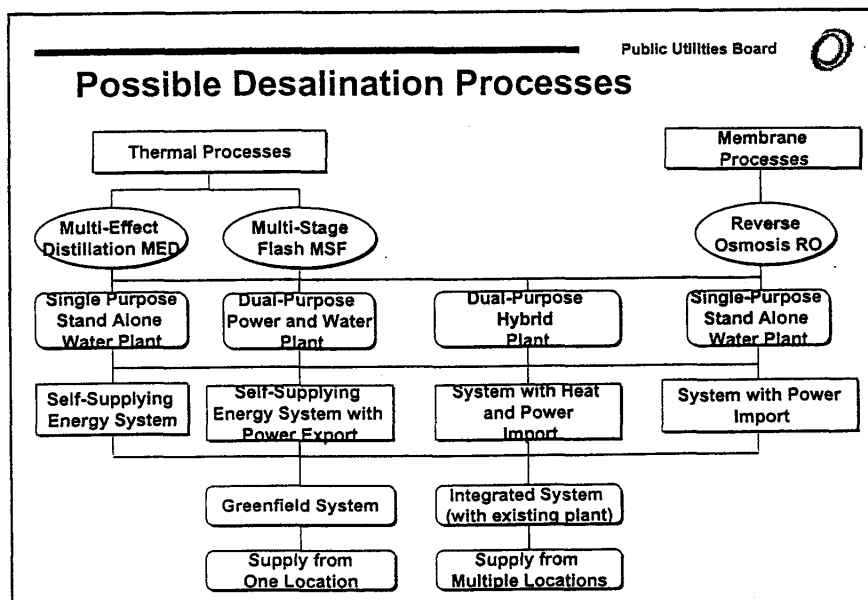 Public Utilities Board
Possible Desalination Processes
Thermal Processes
Membrane
Processes
Multi-Effect
Distillation MED
Multi-Stage
Flash MSF
Reverse
Osmosis RO
Single Purpose
Stand Alone
Water Plant
Dual-Purpose
Power and Water
Plant
Dual-Purpose
Hybrid
Plant
Single-Purpose
Stand Alone
Water Plant
Self-Supplying
Energy System
Self-Supplying
Energy System with
Power Export
System with Heat
and Power
Import
System with Power
Import
Greenfield System
Integrated System
(with existing plant)
Supply from
One Location
Supply from
Multiple Locations